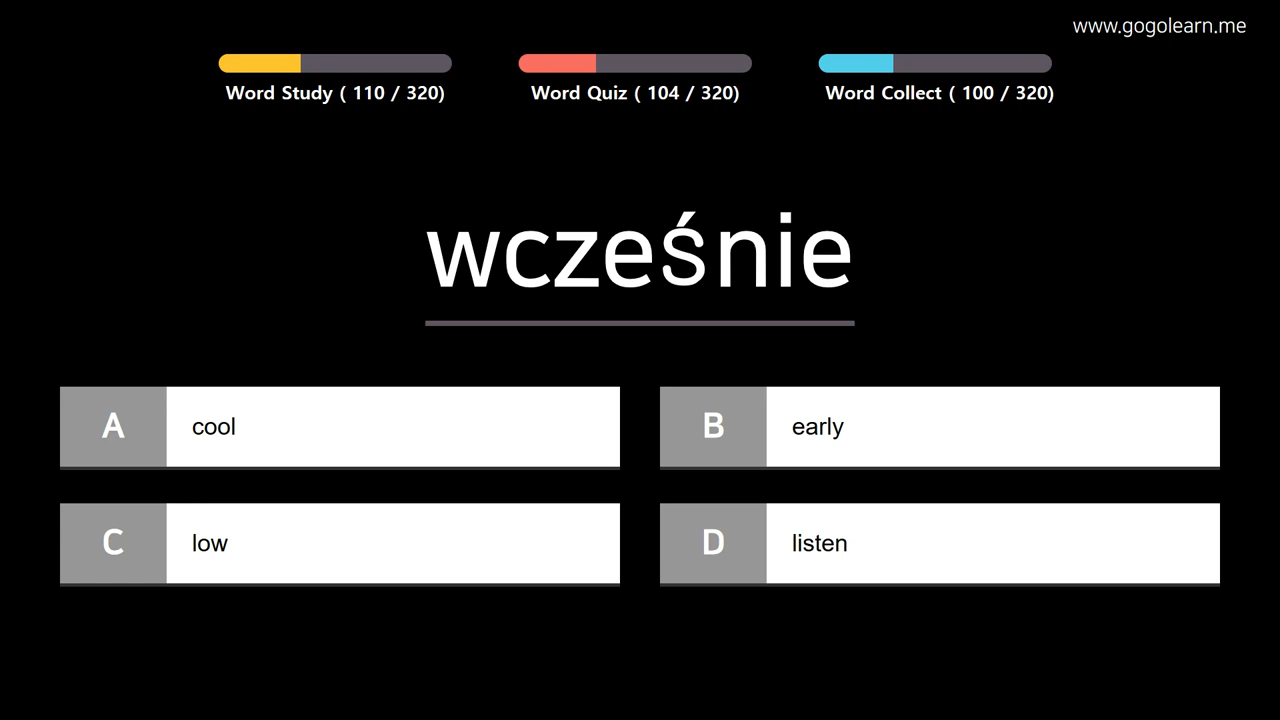 www.gogolearn.me
Word Study ( 110 / 320)
Word Quiz ( 104 / 320)
Word Collect ( 100 / 320)
wcześnie
A cool
B early
C low
D listen